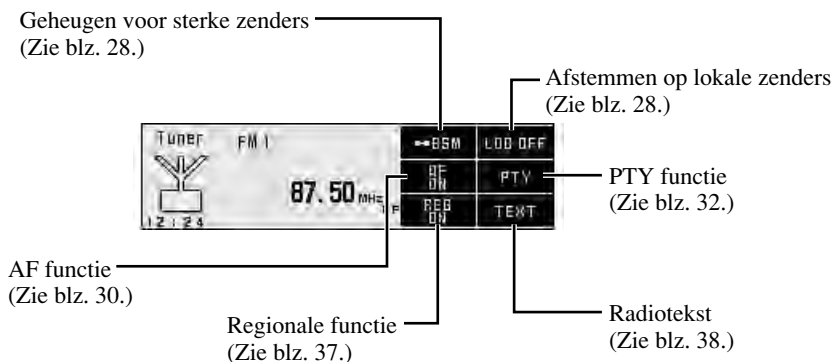 Geheugen voor sterke zenders
(Zie blz. 28.)
Afstemmen op lokale zenders
(Zie blz. 28.)
Tuner FM 1
BSM LOC OFF
AF ON PTY
87.50 MHz
REG ON TEXT
12:24
PTY functie
(Zie blz. 32.)
AF functie
(Zie blz. 30.)
Regionale functie
(Zie blz. 37.)
Radiotekst
(Zie blz. 38.)